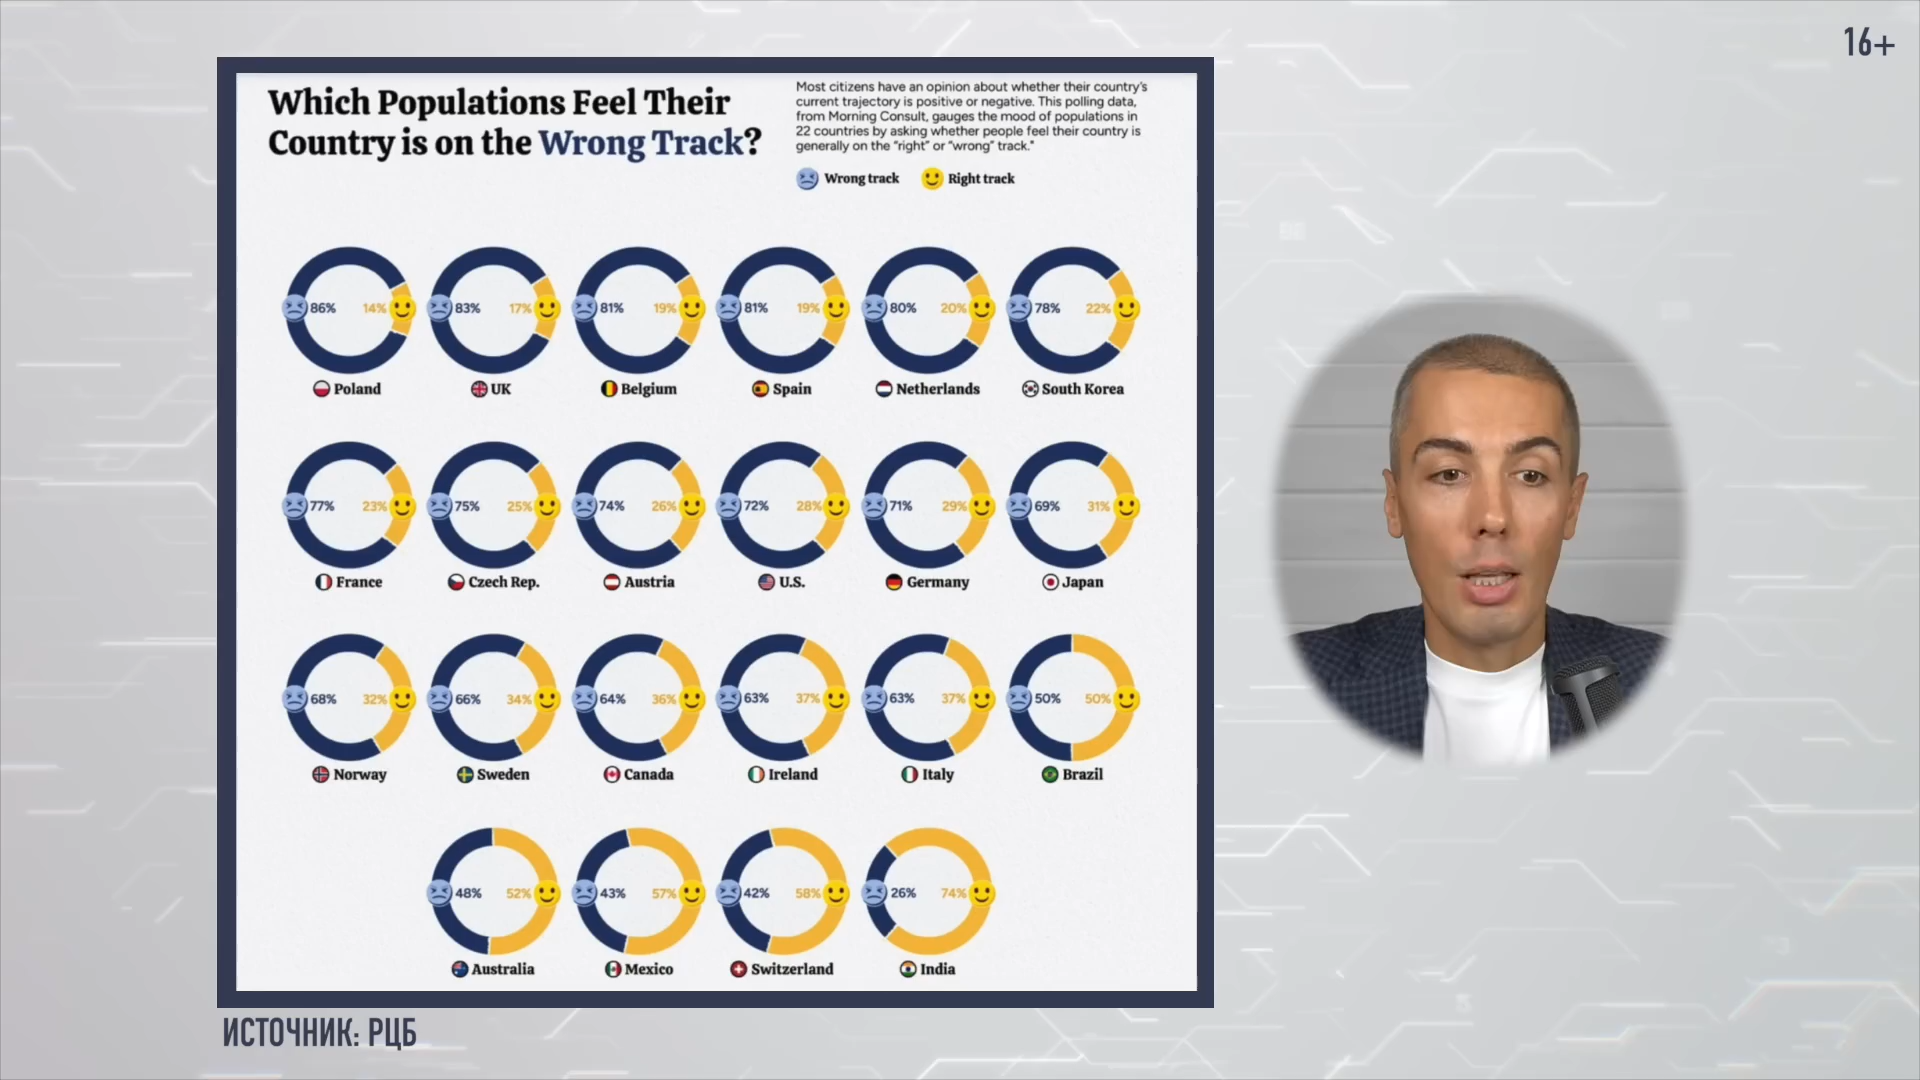 16+
Which Populations Feel Their
Country is on the Wrong Track?
Most citizens have an opinion about whether their country's
current trajectory is positive or negative. This polling data,
from Morning Consult, gauges the mood of populations in
22 countries by asking whether people feel their country is
generally on the "right" or "wrong" track."
Wrong track Right track
86% 14% 83% 17% 81% 19% 81% 19% 80% 20% 78% 22%
Poland UK Belgium Spain Netherlands South Korea
77% 23% 75% 25% 74% 26% 72% 28% 71% 29% 69% 31%
France Czech Rep. Austria U.S. Germany Japan
68% 32% 66% 34% 64% 36% 63% 37% 63% 37% 50% 50%
Norway Sweden Canada Ireland Italy Brazil
48% 52% 43% 57% 42% 58% 26% 74%
Australia Mexico Switzerland India
ИСТОЧНИК: РЦБ